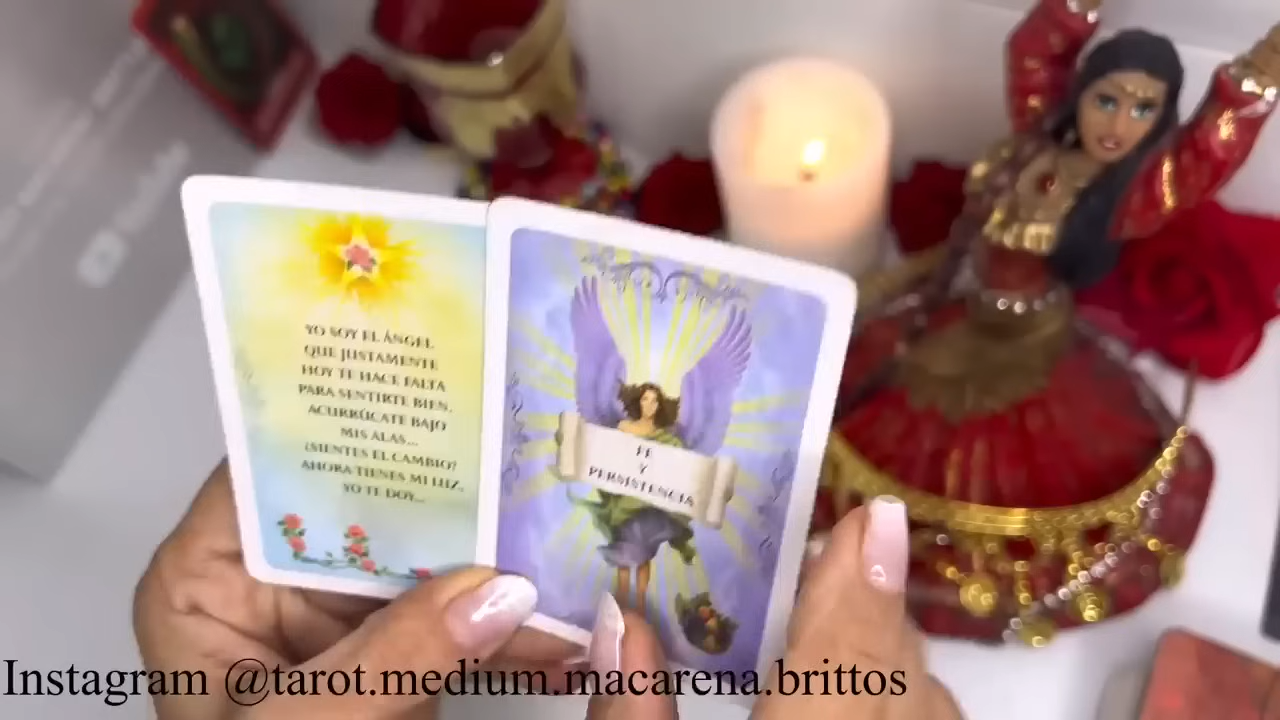 YO SOY EL ÁNGEL
QUE JUSTAMENTE
HOY TE HACE FALTA
PARA SENTIRTE BIEN.
ACURRÚCATE BAJO
MIS ALAS...
¿SIENTES EL CAMBIO?
AHORA TIENES MI LUZ,
YO TE DOY...
FE
Y
PERSISTENCIA
Instagram @tarot.medium.macarena.brittos